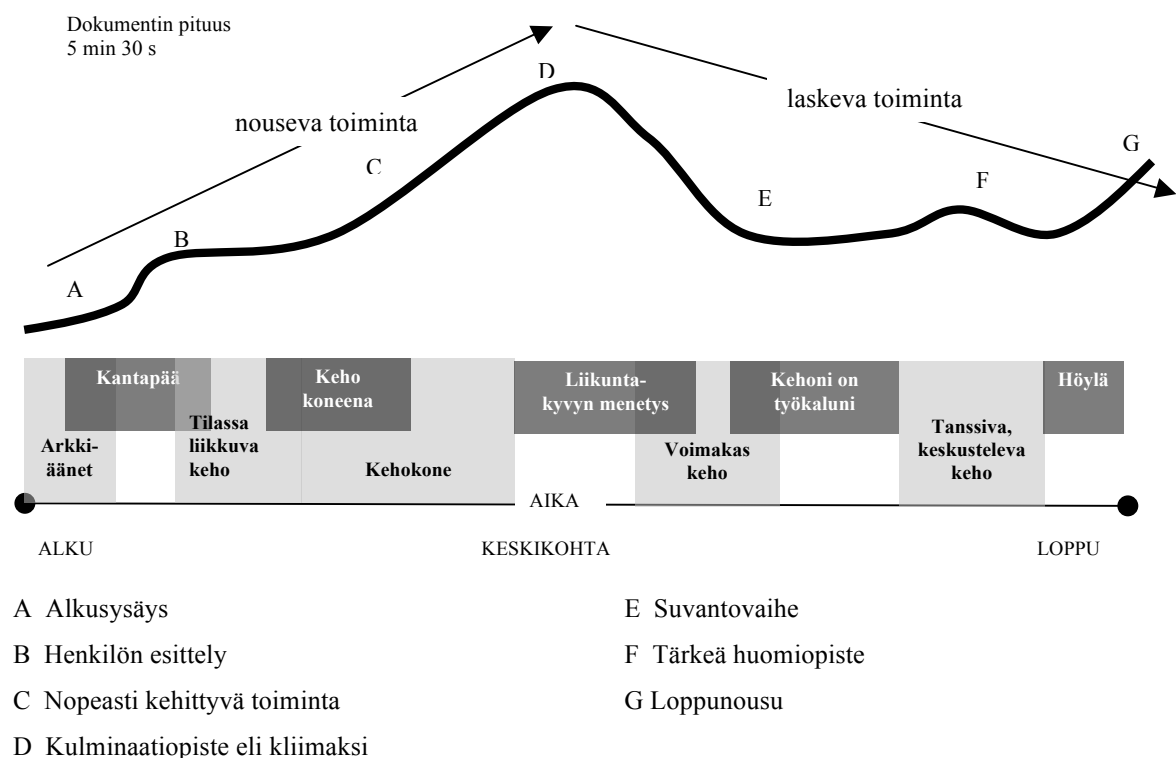 Dokumentin pituus
5 min 30 s
D
nouseva toiminta
laskeva toiminta
C
G
F
E
B
A
Kantapää
Keho
koneena
Liikunta-
kyvyn menetys
Kehoni on
työkaluni
Höylä
Arkki-
äänet
Tilassa
liikkuva
keho
Kehokone
Voimakas
keho
Tanssiva,
keskusteleva
keho
AIKA
ALKU
KESKIKOHTA
LOPPU
A Alkusysäys
B Henkilön esittely
C Nopeasti kehittyvä toiminta
D Kulminaatiopiste eli kliimaksi
E Suvantovaihe
F Tärkeä huomiopiste
G Loppunousu